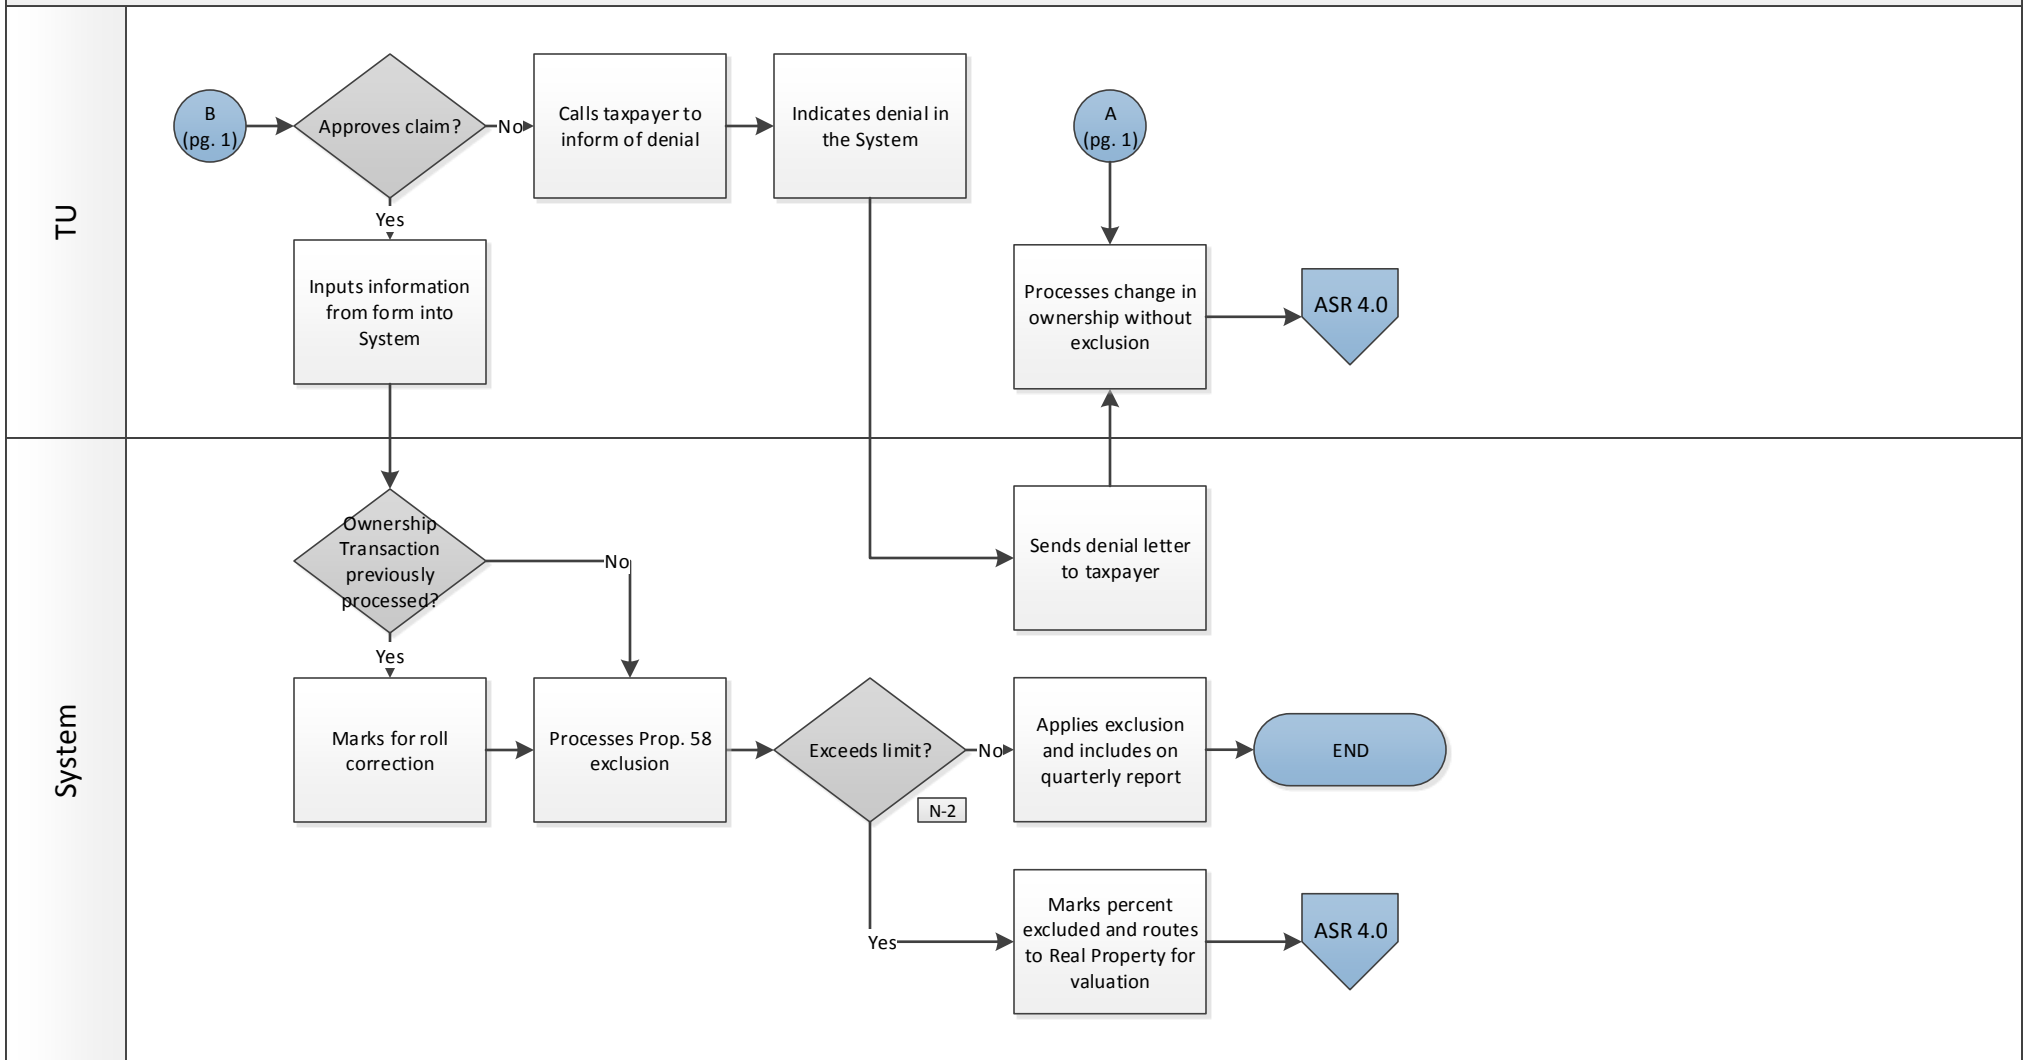 TU
B
(pg. 1)
Approves claim?
No
Calls taxpayer to
inform of denial
Indicates denial in
the System
A
(pg. 1)
Yes
Inputs information
from form into
System
Processes change in
ownership without
exclusion
ASR 4.0
System
Ownership
Transaction
previously
processed?
No
Sends denial letter
to taxpayer
Yes
Marks for roll
correction
Processes Prop. 58
exclusion
Exceeds limit?
No
N-2
Applies exclusion
and includes on
quarterly report
END
Yes
Marks percent
excluded and routes
to Real Property for
valuation
ASR 4.0